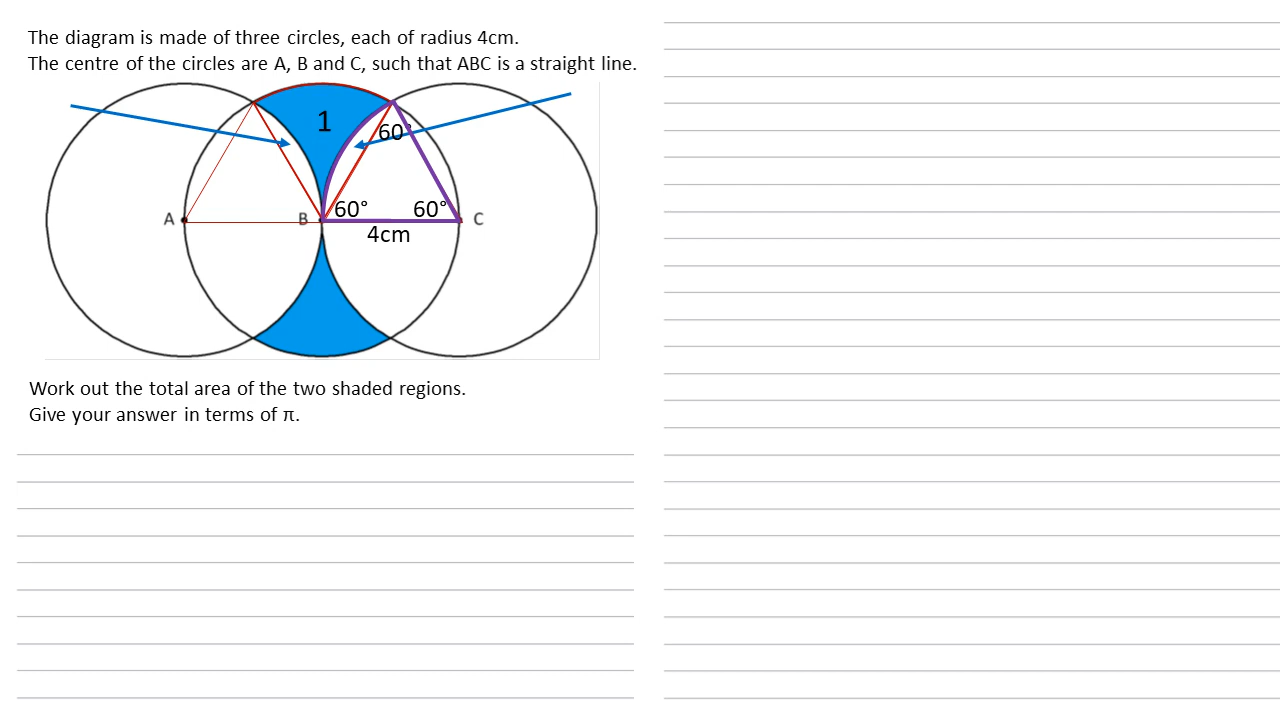 The diagram is made of three circles, each of radius 4cm.
The centre of the circles are A, B and C, such that ABC is a straight line.
1
60°
60°
60°
A
B
C
4cm
Work out the total area of the two shaded regions.
Give your answer in terms of π.